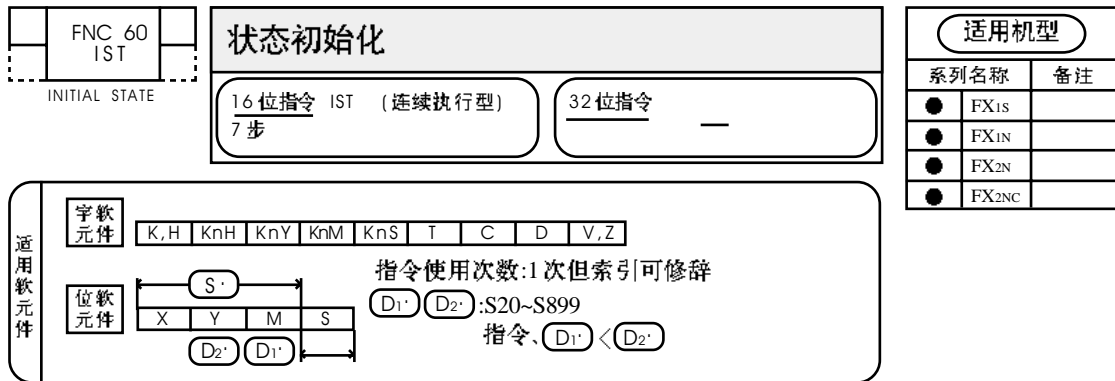 FNC 60
IST
INITIAL STATE
状态初始化
16 位指令 IST (连续执行型)
7 步
32 位指令
—
适用机型
系列名称 备注
● FX1S
● FX1N
● FX2N
● FX2NC
适用软元件
字软元件
K,H KnH KnY KnM KnS T C D V,Z
位软元件
S·
X Y M S
D2· D1·
指令使用次数:1 次但索引可修辞
D1· D2· :S20~S899
指令、D1· < D2·